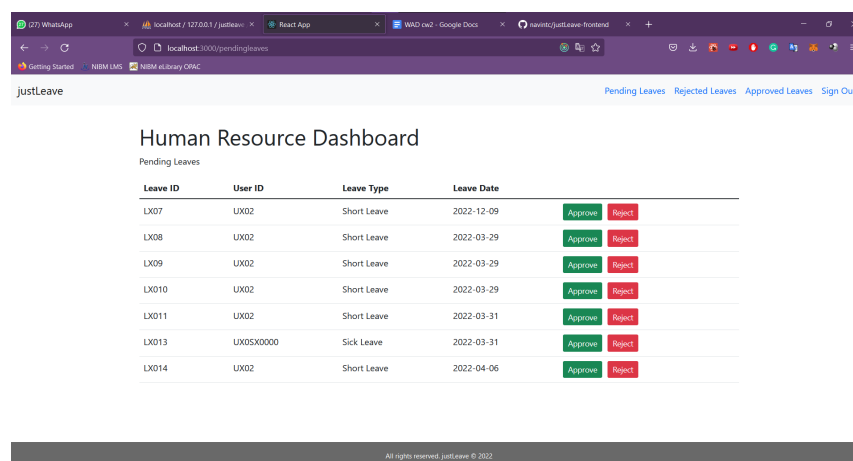 (27) WhatsApp localhost / 127.0.0.1 / justleave React App WAD cw2 - Google Docs navintc/justLeave-frontend
localhost:3000/pendingleaves
Getting Started NIBM LMS NIBM eLibrary OPAC
justLeave Pending Leaves Rejected Leaves Approved Leaves Sign Ou
Human Resource Dashboard
Pending Leaves
Leave ID User ID Leave Type Leave Date
LX07 UX02 Short Leave 2022-12-09 Approve Reject
LX08 UX02 Short Leave 2022-03-29 Approve Reject
LX09 UX02 Short Leave 2022-03-29 Approve Reject
LX010 UX02 Short Leave 2022-03-29 Approve Reject
LX011 UX02 Short Leave 2022-03-31 Approve Reject
LX013 UX0SX0000 Sick Leave 2022-03-31 Approve Reject
LX014 UX02 Short Leave 2022-04-06 Approve Reject
All rights reserved. justLeave © 2022